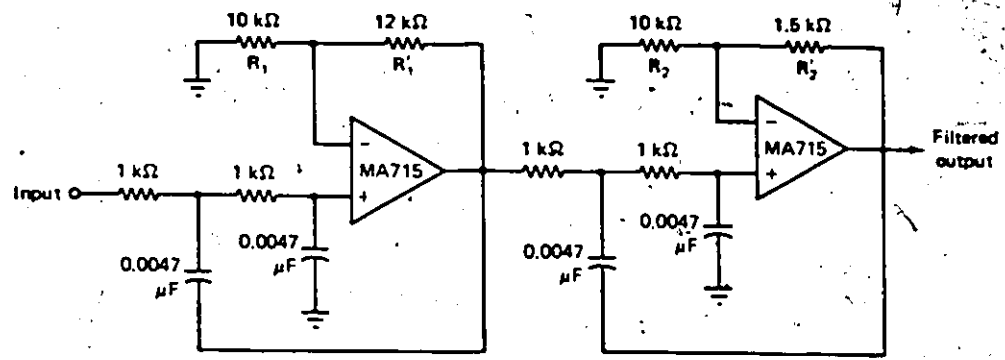 10 kΩ
12 kΩ
R₁
R'₁
10 kΩ
1.5 kΩ
R₂
R'₂
−
MA715
+
−
MA715
+
Filtered
output
Input
1 kΩ
1 kΩ
1 kΩ
1 kΩ
0.0047
μF
0.0047
μF
0.0047
μF
0.0047
μF